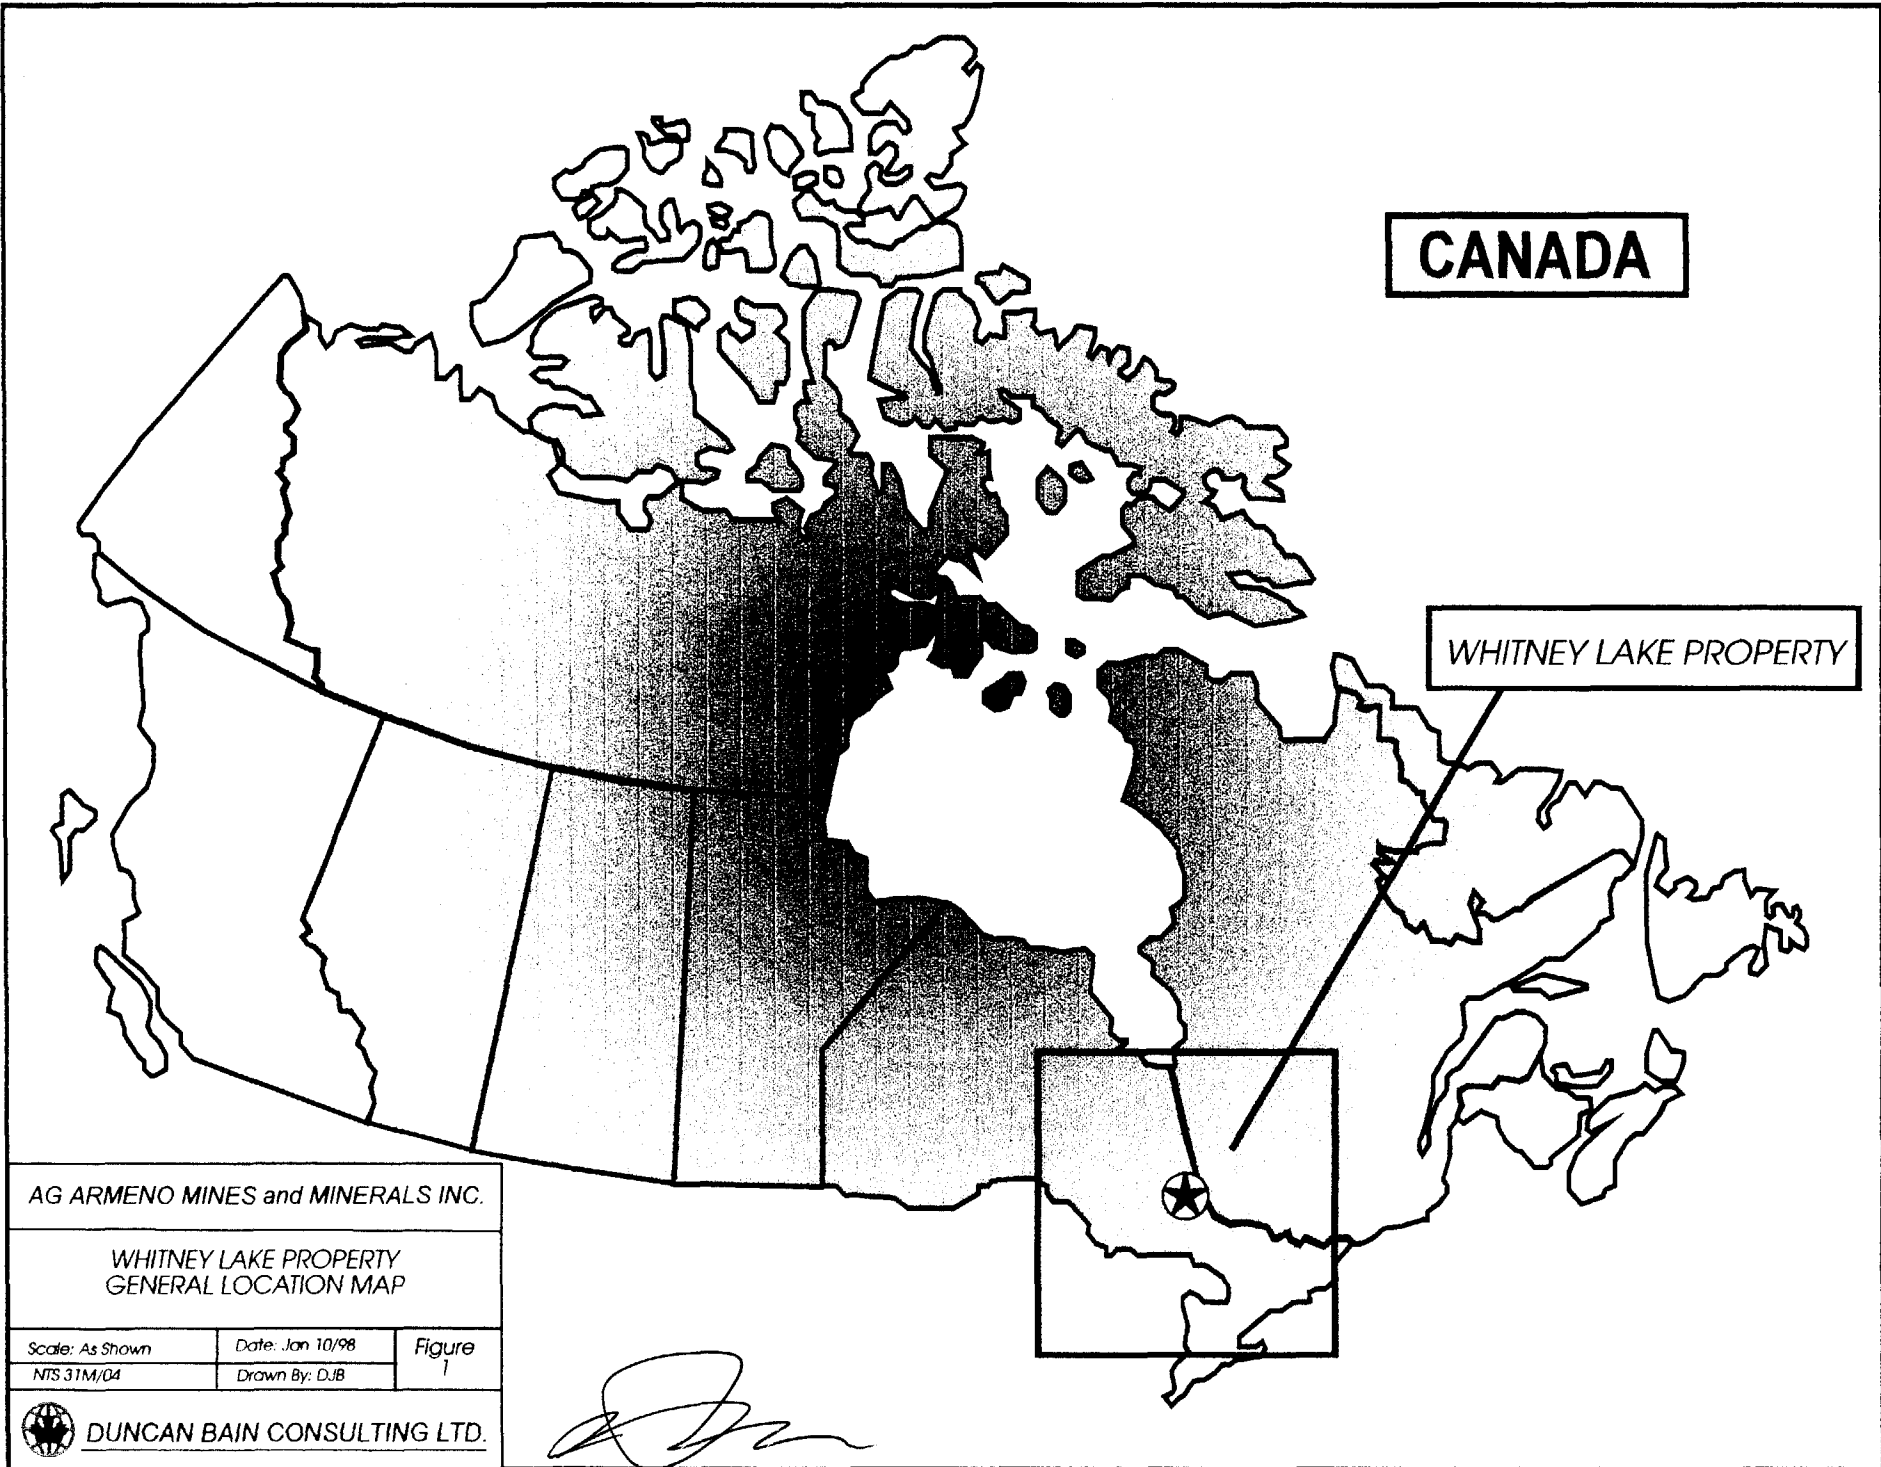 CANADA
WHITNEY LAKE PROPERTY
AG ARMENO MINES and MINERALS INC.
WHITNEY LAKE PROPERTY
GENERAL LOCATION MAP
Scale: As Shown
Date: Jan 10/98
Figure
1
NTS 31M/04
Drawn By: DJB
DUNCAN BAIN CONSULTING LTD.